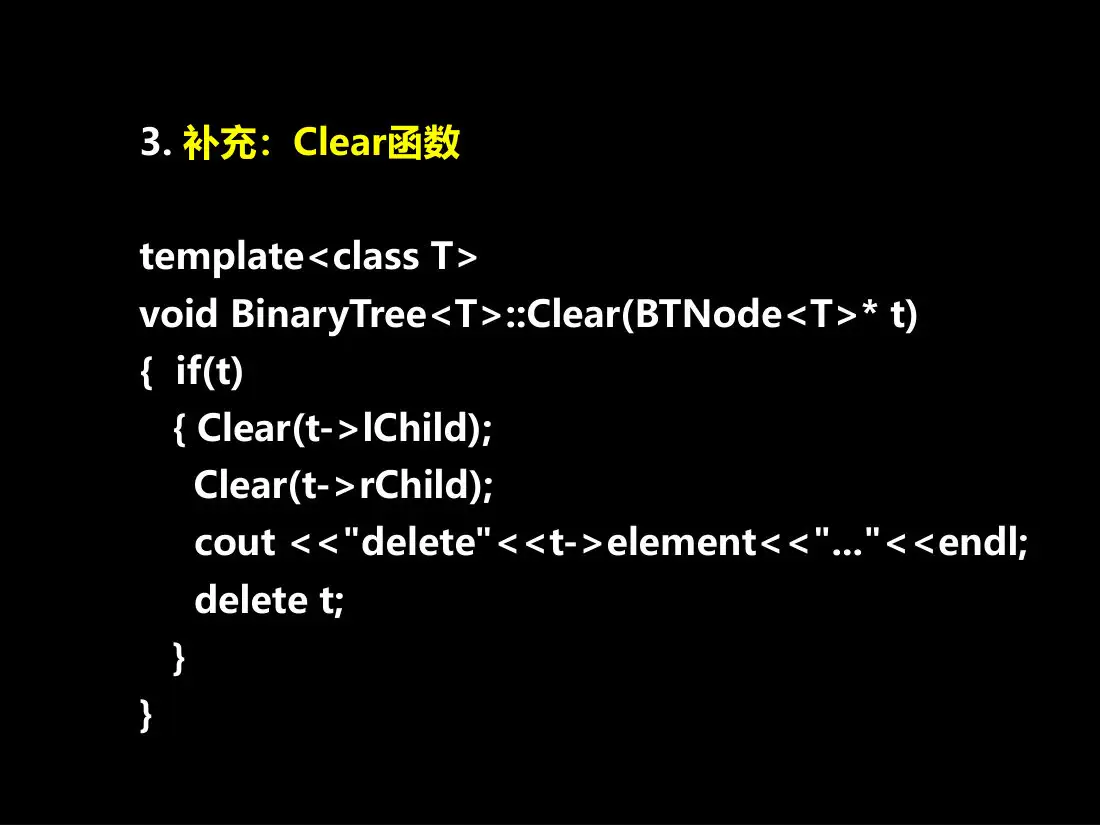 3. 补充：Clear函数
template<class T>
void BinaryTree<T>::Clear(BTNode<T>* t)
{  if(t)
{ Clear(t->lChild);
Clear(t->rChild);
cout <<"delete"<<t->element<<"..."<<endl;
delete t;
}
}